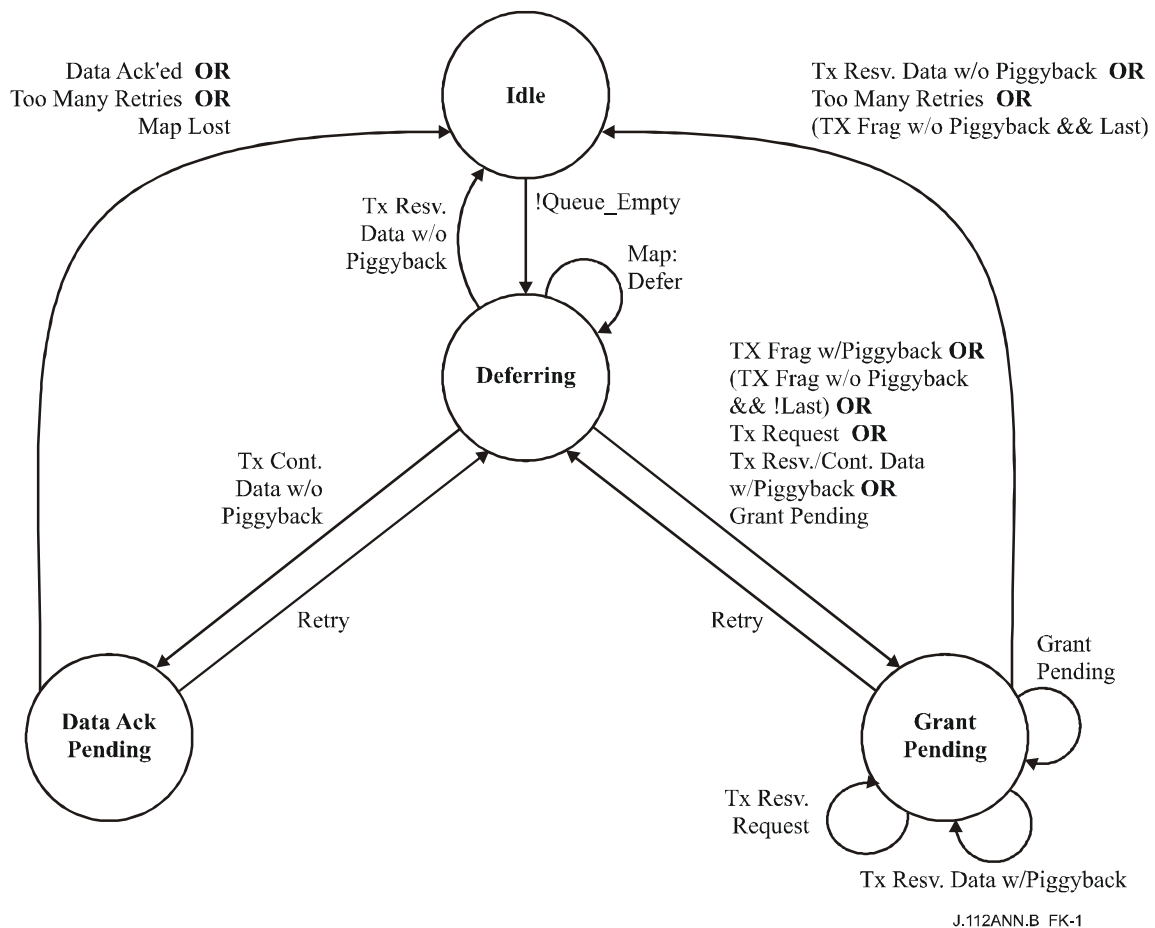 Idle
Data Ack'ed OR
Too Many Retries OR
Map Lost
Tx Resv. Data w/o Piggyback OR
Too Many Retries OR
(TX Frag w/o Piggyback && Last)
Tx Resv.
Data w/o
Piggyback
!Queue_Empty
Map:
Defer
Deferring
TX Frag w/Piggyback OR
(TX Frag w/o Piggyback
&& !Last) OR
Tx Request OR
Tx Resv./Cont. Data
w/Piggyback OR
Grant Pending
Tx Cont.
Data w/o
Piggyback
Retry
Retry
Grant
Pending
Data Ack
Pending
Grant
Pending
Tx Resv.
Request
Tx Resv. Data w/Piggyback
J.112ANN.B FK-1